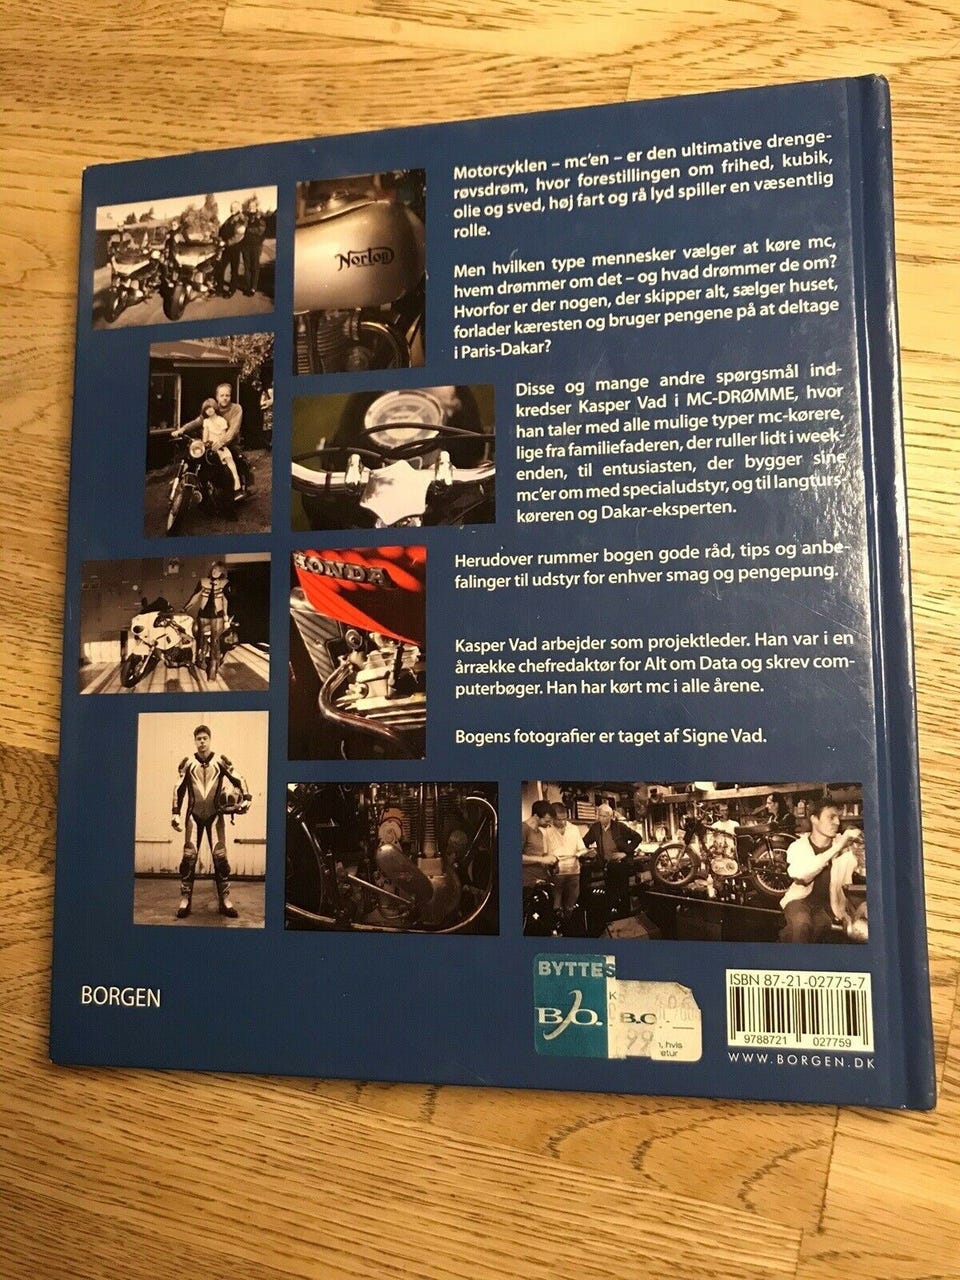 Motorcyklen – mc'en – er den ultimative drenge-
røvsdrøm, hvor forestillingen om frihed, kubik,
olie og sved, høj fart og rå lyd spiller en væsentlig
rolle.
Men hvilken type mennesker vælger at køre mc,
hvem drømmer om det – og hvad drømmer de om?
Hvorfor er der nogen, der skipper alt, sælger huset,
forlader kæresten og bruger pengene på at deltage
i Paris-Dakar?
Disse og mange andre spørgsmål ind-
kredser Kasper Vad i MC-DRØMME, hvor
han taler med alle mulige typer mc-kørere,
lige fra familiefaderen, der ruller lidt i week-
enden, til entusiasten, der bygger sine
mc'er om med specialudstyr, og til langturs-
køreren og Dakar-eksperten.
Herudover rummer bogen gode råd, tips og anbe-
falinger til udstyr for enhver smag og pengepung.
Kasper Vad arbejder som projektleder. Han var i en
årrække chefredaktør for Alt om Data og skrev com-
puterbøger. Han har kørt mc i alle årene.
Bogens fotografier er taget af Signe Vad.
Norton
HONDA
BORGEN
BYTTES
B.O.
B.O.
99
, hvis
etur
ISBN 87-21-02775-7
9788721 027759
WWW.BORGEN.DK